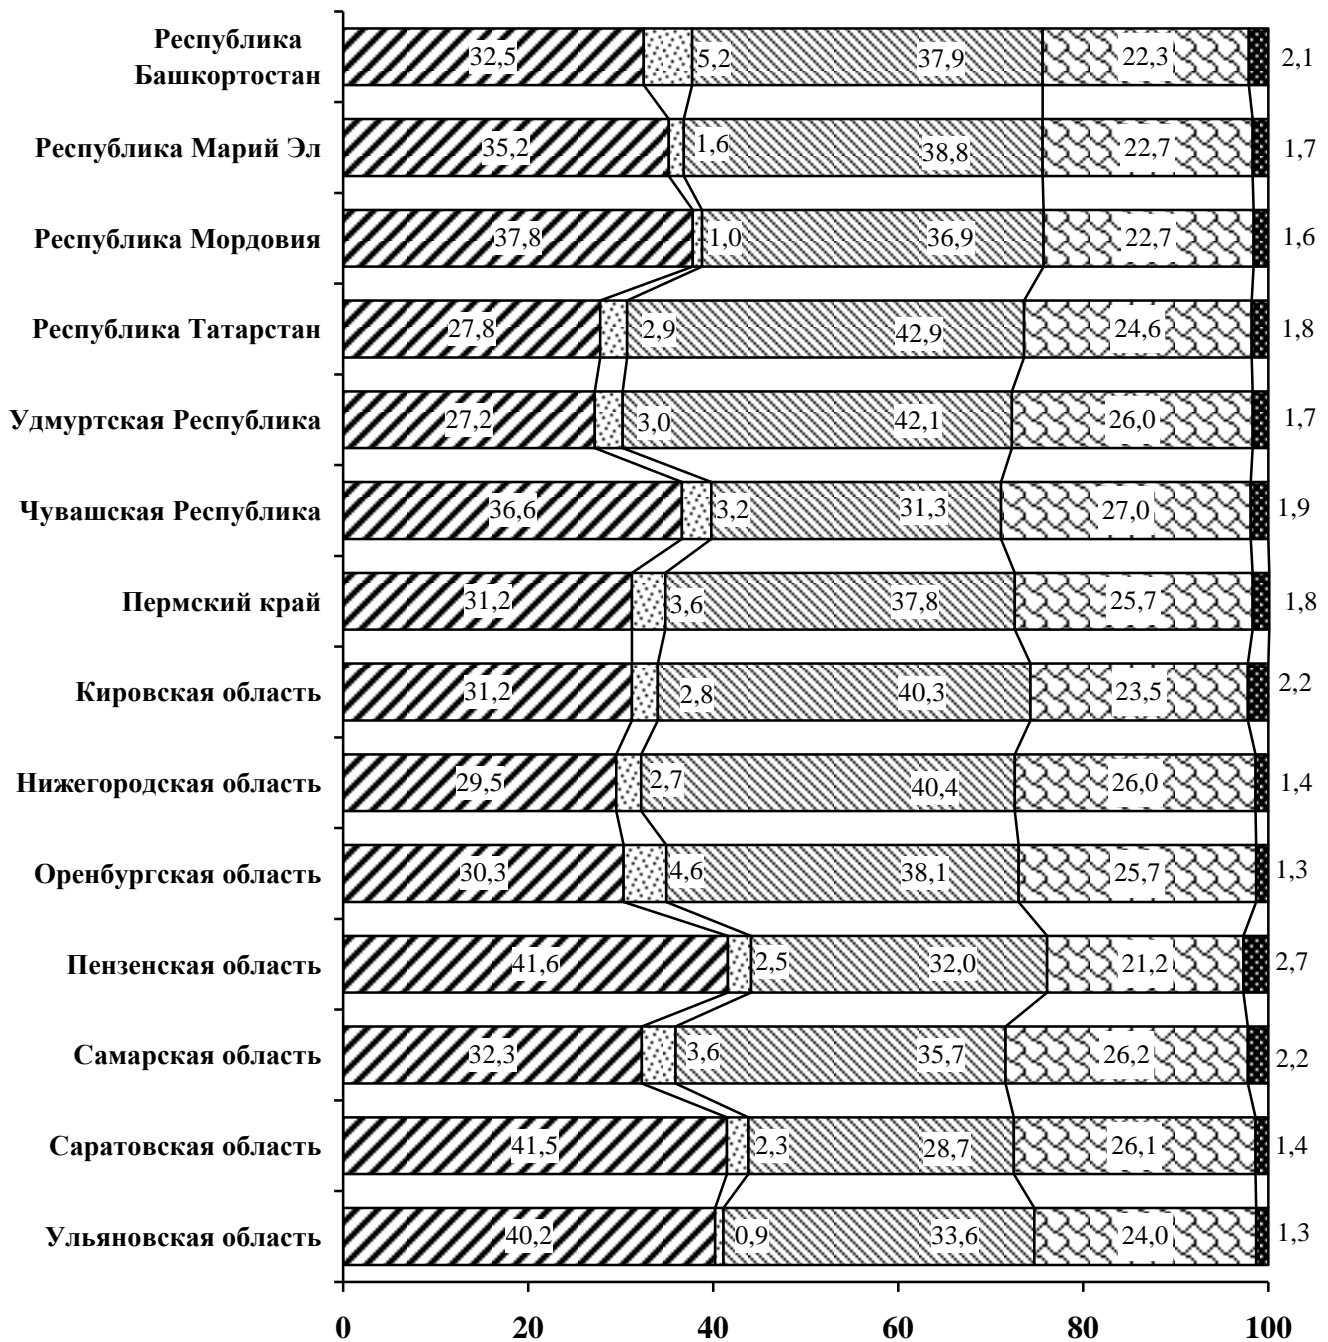 Республика
Башкортостан
32,5 5,2 37,9 22,3 2,1
Республика Марий Эл 35,2 1,6 38,8 22,7 1,7
Республика Мордовия 37,8 1,0 36,9 22,7 1,6
Республика Татарстан 27,8 2,9 42,9 24,6 1,8
Удмуртская Республика 27,2 3,0 42,1 26,0 1,7
Чувашская Республика 36,6 3,2 31,3 27,0 1,9
Пермский край 31,2 3,6 37,8 25,7 1,8
Кировская область 31,2 2,8 40,3 23,5 2,2
Нижегородская область 29,5 2,7 40,4 26,0 1,4
Оренбургская область 30,3 4,6 38,1 25,7 1,3
Пензенская область 41,6 2,5 32,0 21,2 2,7
Самарская область 32,3 3,6 35,7 26,2 2,2
Саратовская область 41,5 2,3 28,7 26,1 1,4
Ульяновская область 40,2 0,9 33,6 24,0 1,3
0 20 40 60 80 100